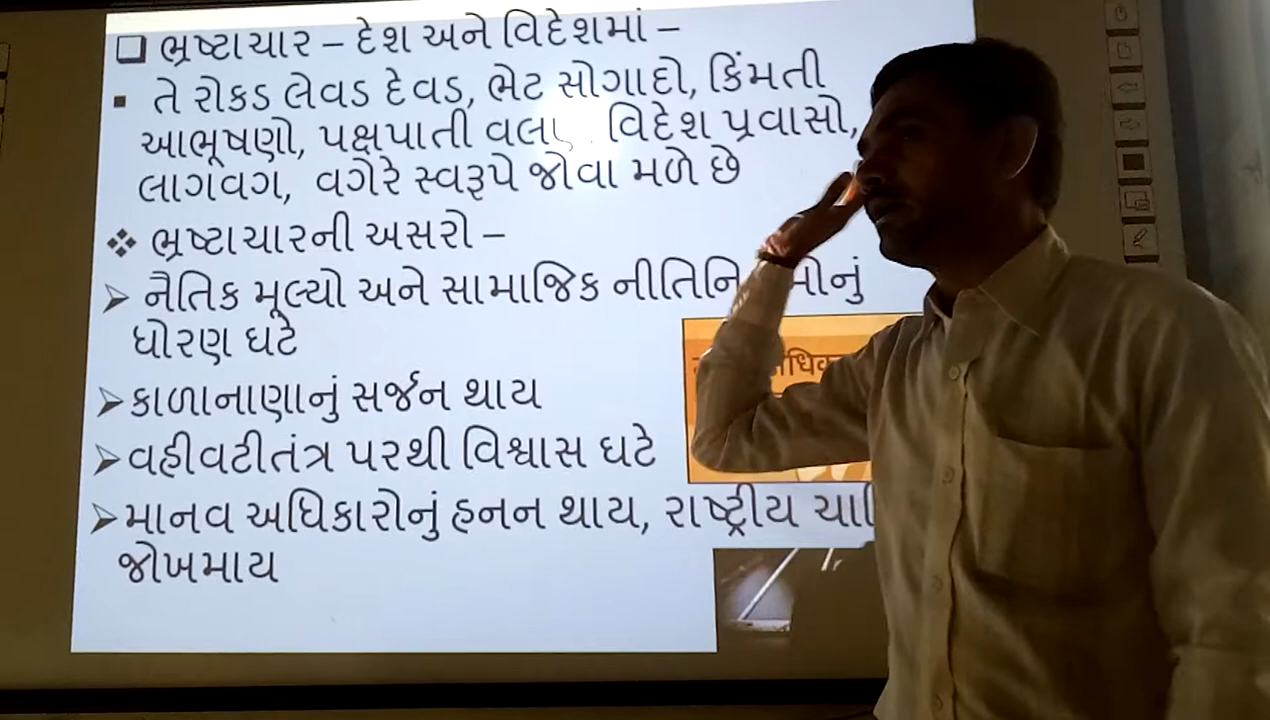 ભ્રષ્ટાચાર – દેશ અને વિદેશમાં –
તે રોકડ લેવડ દેવડ, ભેટ સોગાદો, કિંમતી
આભૂષણો, પક્ષપાતી વિદેશ પ્રવાસો,
લાગવગ, વગેરે સ્વરૂપે જોવા મળે છે
ભ્રષ્ટાચારની અસરો –
નૈતિક મૂલ્યો અને સામાજિક
ધોરણ ઘટે
કાળાનાણાનું સર્જન થાય
વહીવટીતંત્ર પરથી વિશ્વાસ ઘટે
માનવ અધિકારોનું હનન થાય, રાષ્ટ્રીય
જોખમાય